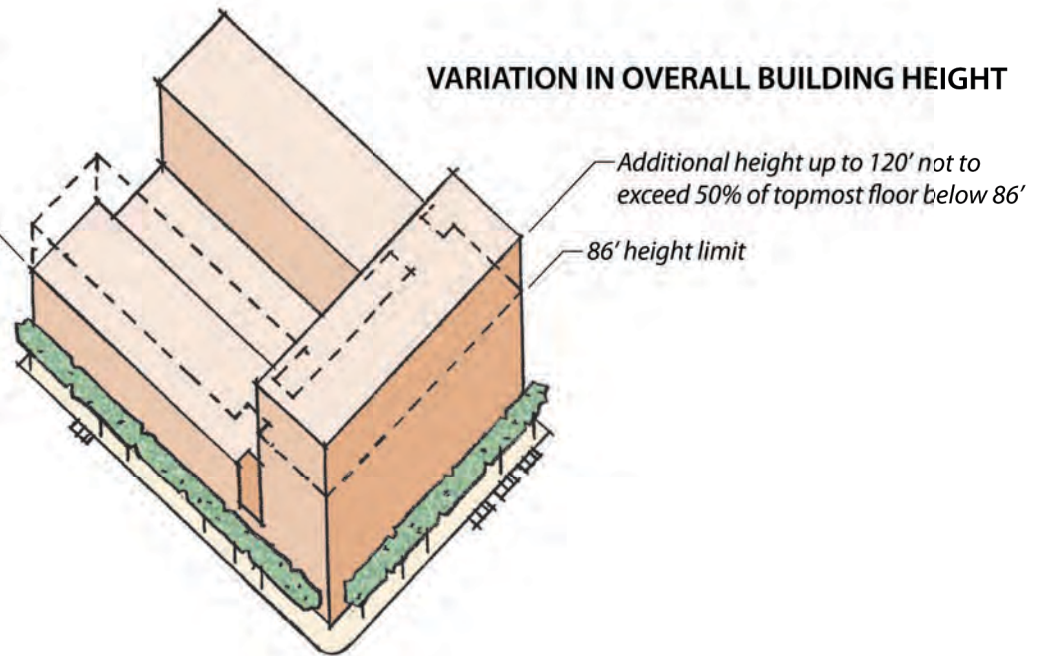 VARIATION IN OVERALL BUILDING HEIGHT
Additional height up to 120’ not to
exceed 50% of topmost floor below 86’
86’ height limit